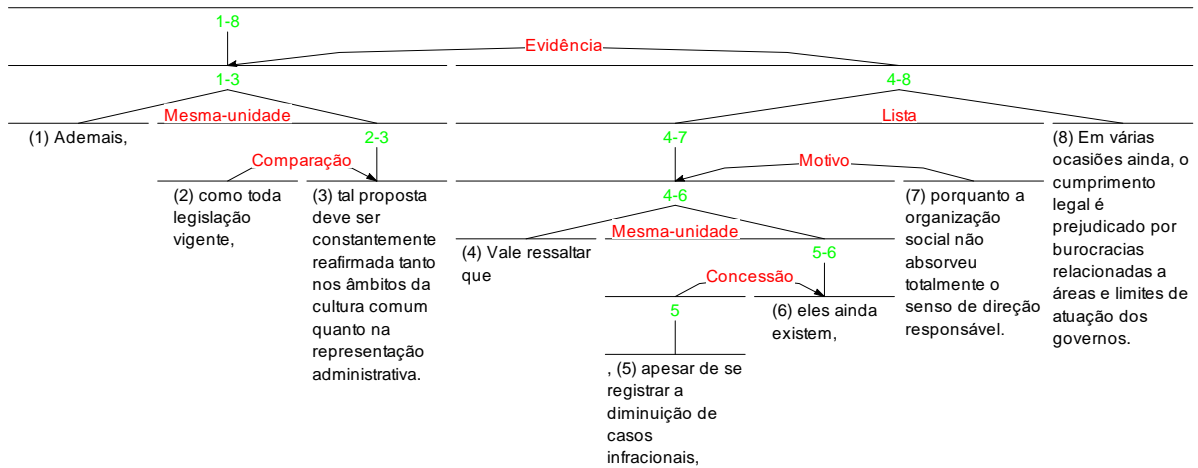 1-8
Evidência
1-3
4-8
Mesma-unidade
Lista
(1) Ademais,
2-3
4-7
(8) Em várias
ocasiões ainda, o
cumprimento
legal é
prejudicado por
burocracias
relacionadas a
áreas e limites de
atuação dos
governos.
Comparação
Motivo
(2) como toda
legislação
vigente,
(3) tal proposta
deve ser
constantemente
reafirmada tanto
nos âmbitos da
cultura comum
quanto na
representação
administrativa.
4-6
(7) porquanto a
organização
social não
absorveu
totalmente o
senso de direção
responsável.
Mesma-unidade
(4) Vale ressaltar
que
5-6
Concessão
5
(6) eles ainda
existem,
, (5) apesar de se
registrar a
diminuição de
casos
infracionais,